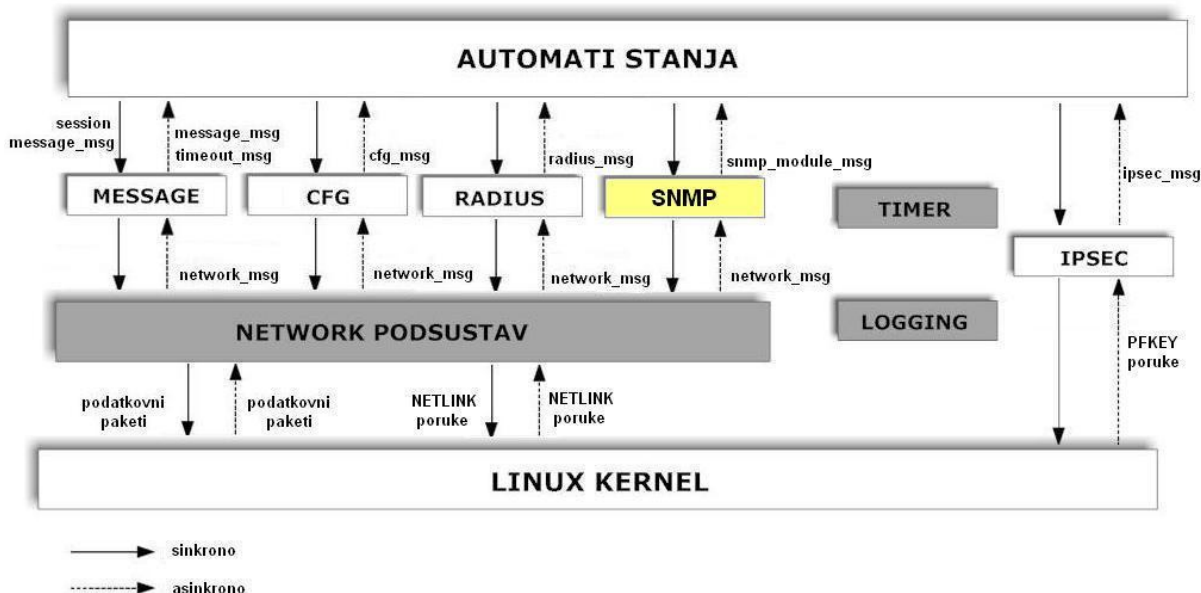 AUTOMATI STANJA
session
message_msg
message_msg
timeout_msg
cfg_msg
radius_msg
snmp_module_msg
ipsec_msg
MESSAGE
CFG
RADIUS
SNMP
TIMER
IPSEC
network_msg
network_msg
network_msg
network_msg
NETWORK PODSUSTAV
LOGGING
PFKEY
poruke
podatkovni
paketi
podatkovni
paketi
NETLINK
poruke
NETLINK
poruke
LINUX KERNEL
sinkrono
asinkrono